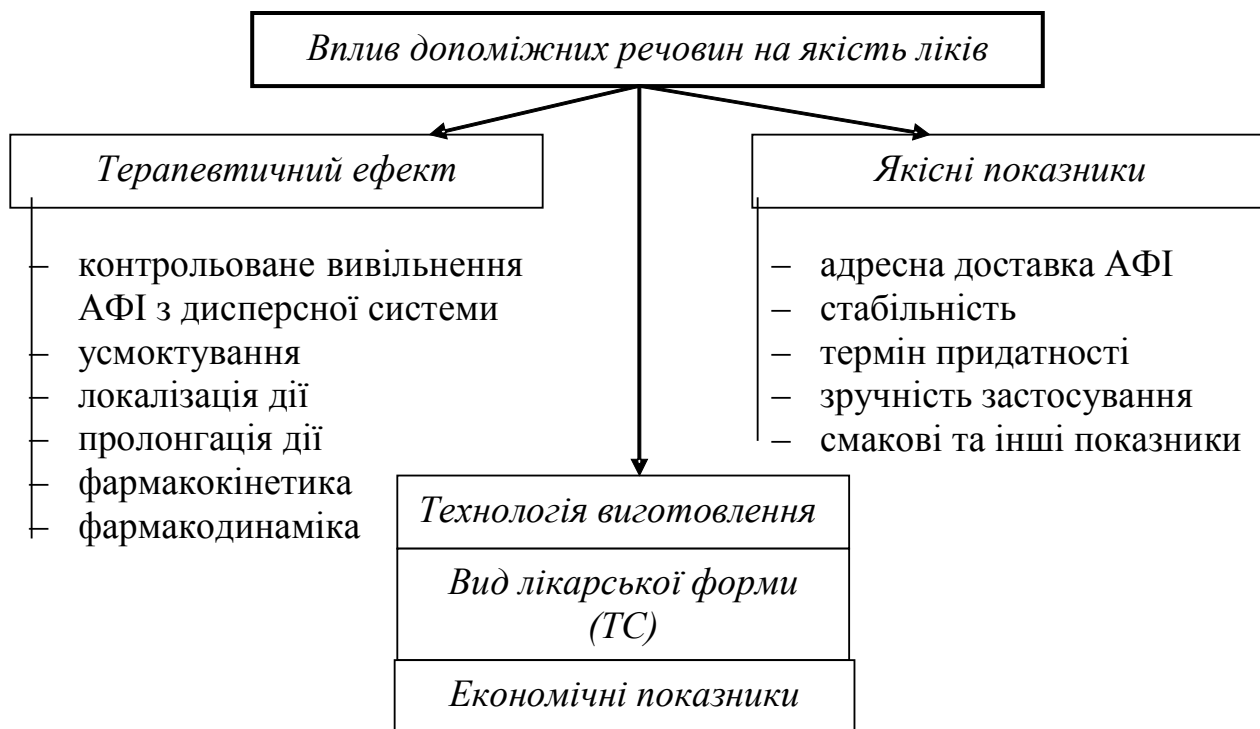 Вплив допоміжних речовин на якість ліків
Терапевтичний ефект
– контрольоване вивільнення
АФІ з дисперсної системи
– усмоктування
– локалізація дії
– пролонгація дії
– фармакокінетика
– фармакодинаміка
Якісні показники
– адресна доставка АФІ
– стабільність
– термін придатності
– зручність застосування
– смакові та інші показники
Технологія виготовлення
Вид лікарської форми
(ТС)
Економічні показники